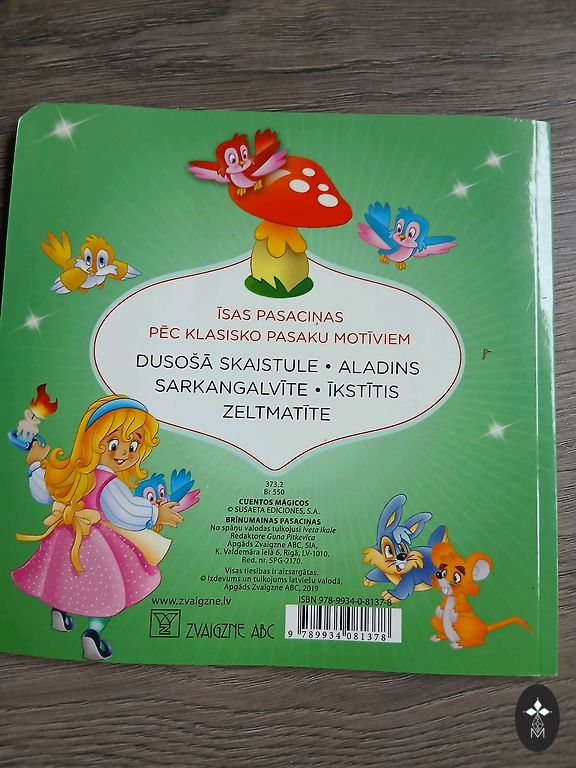 ĪSAS PASACIŅAS
PĒC KLASISKO PASAKU MOTĪVIEM
DUSOŠĀ SKAISTULE • ALADINS
SARKANGALVĪTE • ĪKSTĪTIS
ZELTMATĪTE
373.2
Br 550
CUENTOS MÁGICOS
© SUSAETA EDICIONES, S.A.
BRĪNUMAINAS PASACIŅAS
No spāņu valodas tulkojusi Iveta Ikale
Redaktore Guna Pitkevica
Apgāds Zvaigzne ABC, SIA,
K. Valdemāra ielā 6, Rīgā, LV-1010.
Red. nr. SPG-2170.
Visas tiesības ir aizsargātas.
© Izdevums un tulkojums latviešu valodā,
Apgāds Zvaigzne ABC, 2019
www.zvaigzne.lv
ZVAIGZNE ABC
ISBN 978-9934-0-8137-8
9 789934 081378
M